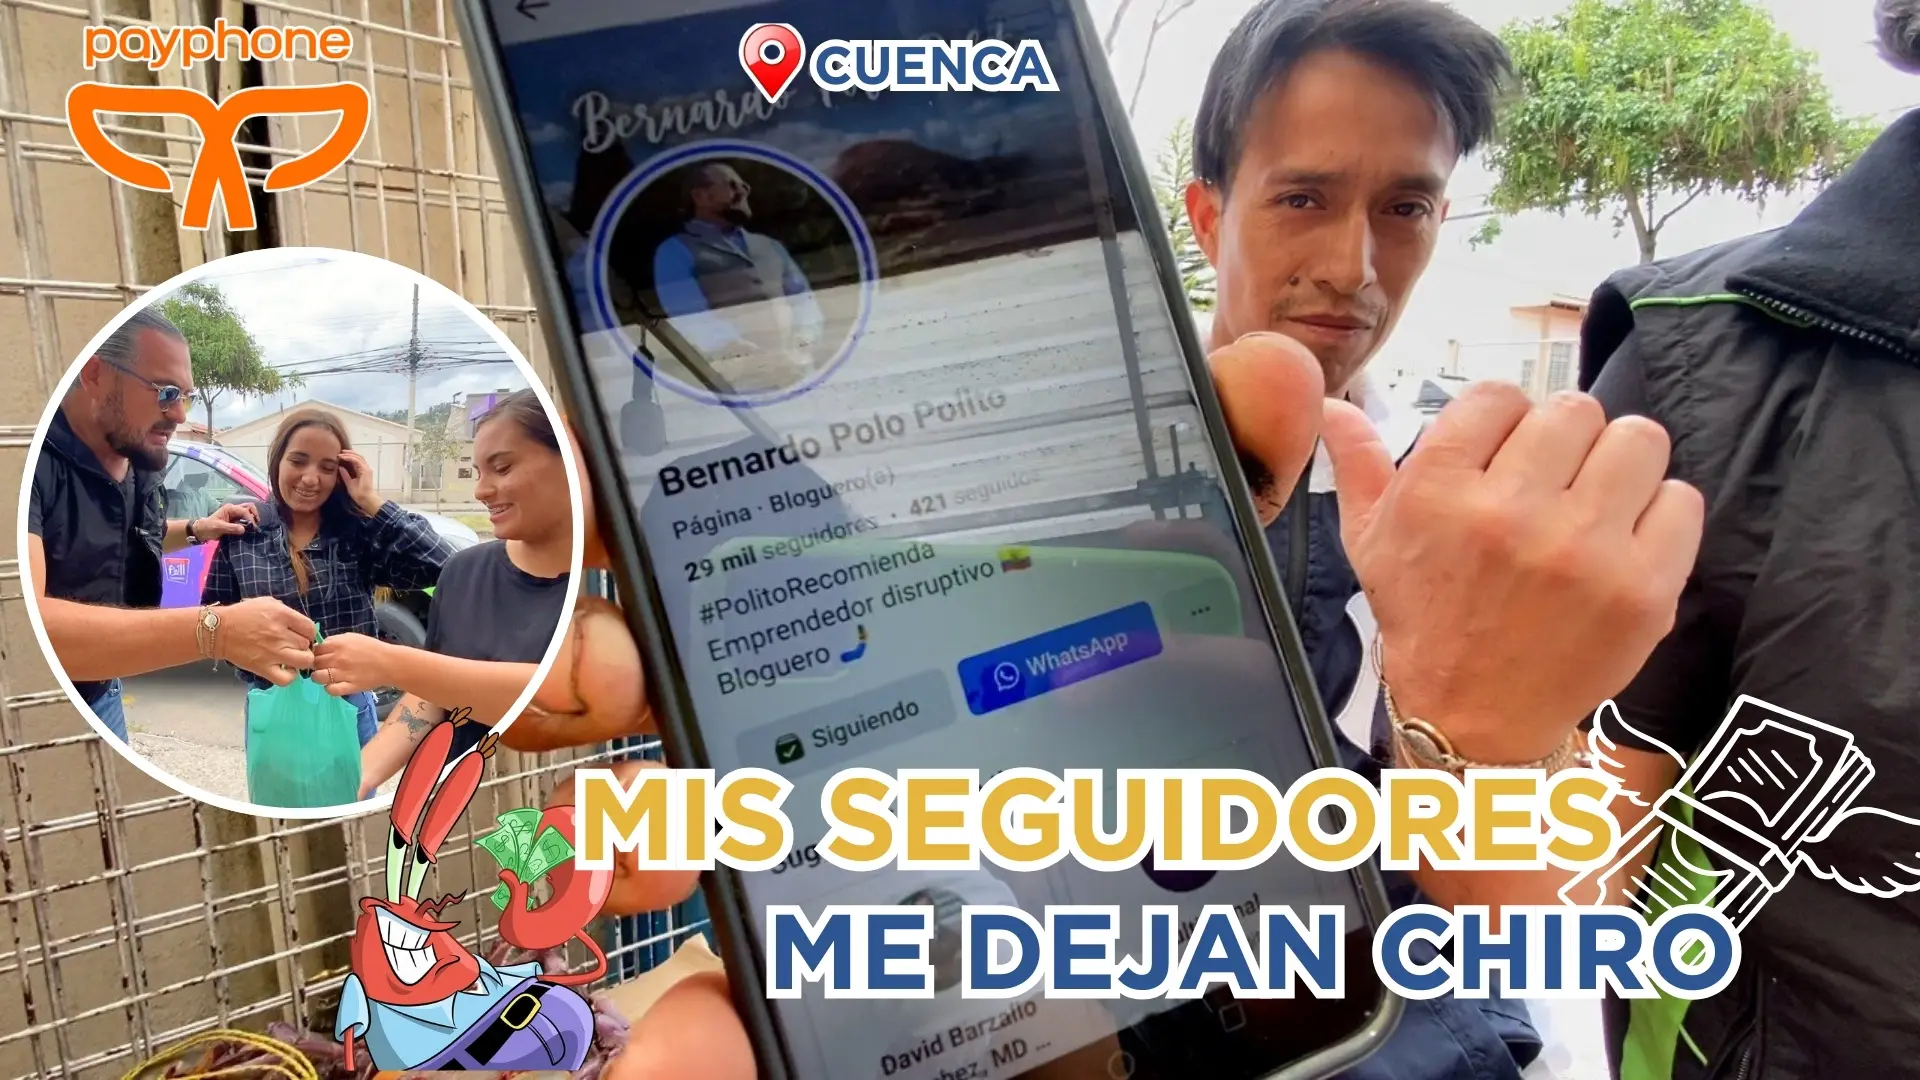 payphone
CUENCA
Bernardo
Bernardo Polo Polito
Página · Bloguero(a)
29 mil seguidores · 421 seguidos
#PolitoRecomienda
Emprendedor disruptivo 🇪🇨
Bloguero 🤳
Siguiendo
WhatsApp
MIS SEGUIDORES
ME DEJAN CHIRO
David Barzallo
MD ...